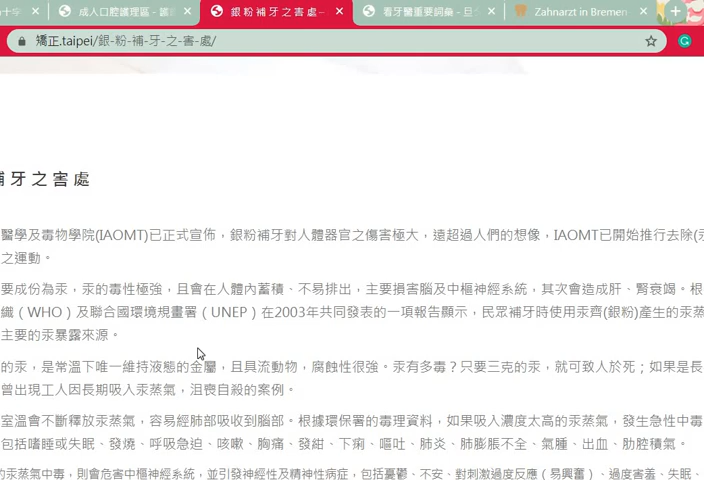 成人口腔護理區 – 護
銀粉補牙之害處 –
看牙醫重要詞彙 – 旦
Zahnarzt in Bremen
矯正.taipei/銀-粉-補-牙-之-害-處/
補牙之害處
醫學及毒物學院(IAOMT)已正式宣佈，銀粉補牙對人體器官之傷害極大，遠超過人們的想像，IAOMT已開始推行去除(汞
之運動。
要成份為汞，汞的毒性極強，且會在人體內蓄積、不易排出，主要損害腦及中樞神經系統，其次會造成肝、腎衰竭。根
織（WHO）及聯合國環境規畫署（UNEP）在2003年共同發表的一項報告顯示，民眾補牙時使用汞齊(銀粉)產生的汞蒸
主要的汞暴露來源。
的汞，是常溫下唯一維持液態的金屬，且具流動物，腐蝕性很強。汞有多毒？只要三克的汞，就可致人於死；如果是長
曾出現工人因長期吸入汞蒸氣，沮喪自殺的案例。
室溫會不斷釋放汞蒸氣，容易經肺部吸收到腦部。根據環保署的毒理資料，如果吸入濃度太高的汞蒸氣，發生急性中毒
包括嗜睡或失眠、發燒、呼吸急迫、咳嗽、胸痛、發紺、下痢、嘔吐、肺炎、肺膨脹不全、氣腫、出血、肋腔積氣。
的汞蒸氣中毒，則會危害中樞神經系統，並引發神經性及精神性病症，包括憂鬱、不安、對刺激過度反應（易興奮）、過度害羞、失眠、